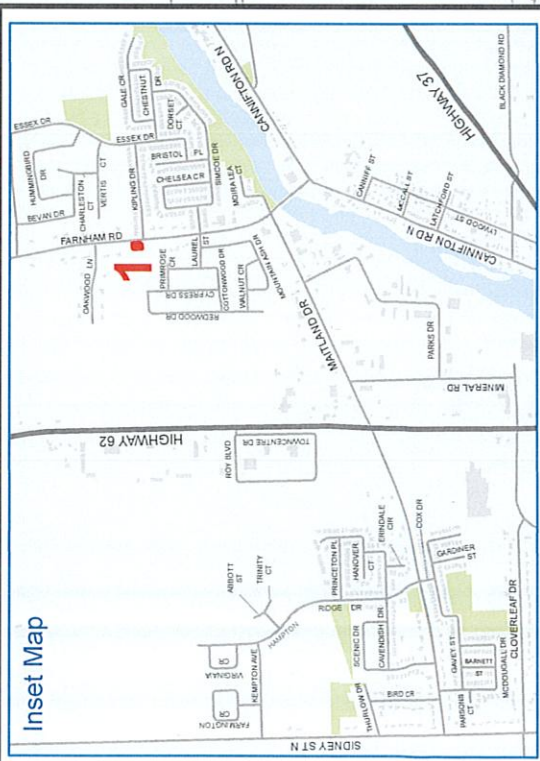 Inset Map
ESSEX DR
GALE CR
CHESTNUT
DR
DORSET
CT
HUMMINGBIRD
DR
ESSEX DR
CANNIFTON RD N
BRISTOL
PL
BEVAN DR
CHARLESTON
CT
VERTIS CT
KIPLING DR
CHELSEA CR
SIMCOE DR
MOIRA LEA
CT
HIGHWAY 37
BLACK DIAMOND RD
FARNHAM RD
OAKWOOD LN
1
PRIMROSE
CR
LAUREL
ST
CYPRESS DR
COTTONWOOD DR
WALNUT CR
REDWOOD DR
MOUNTAIN ASH DR
CANNIFF ST
MCCALL ST
LATCHFORD ST
LYWOOD ST
CANNIFTON RD N
MAITLAND DR
PARKS DR
MINERAL RD
HIGHWAY 62
ROY BLVD
TOWNCENTRE DR
ABBOTT
ST
TRINITY
CT
PRINCETON PL
HANOVER
CT
ERINDALE
CIR
COX DR
GARDINER
ST
RIDGE DR
HAMPTON
SCENIC DR
CAVENDISH DR
VIRGINIA
CR
KEMPTON AVE
FARMINGTON
CR
THURLOW DR
BIRD CR
GAVEY ST
BARNETT
ST
PARSONS
CT
MCDOUGALL DR
CLOVERLEAF DR
SIDNEY ST N